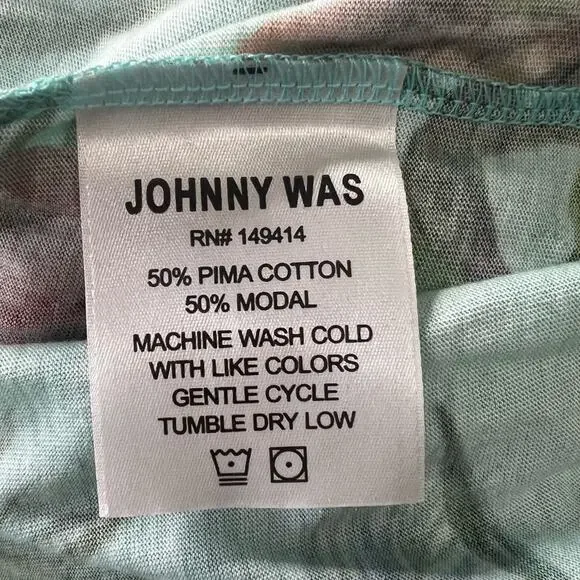 JOHNNY WAS
RN# 149414
50% PIMA COTTON
50% MODAL
MACHINE WASH COLD
WITH LIKE COLORS
GENTLE CYCLE
TUMBLE DRY LOW